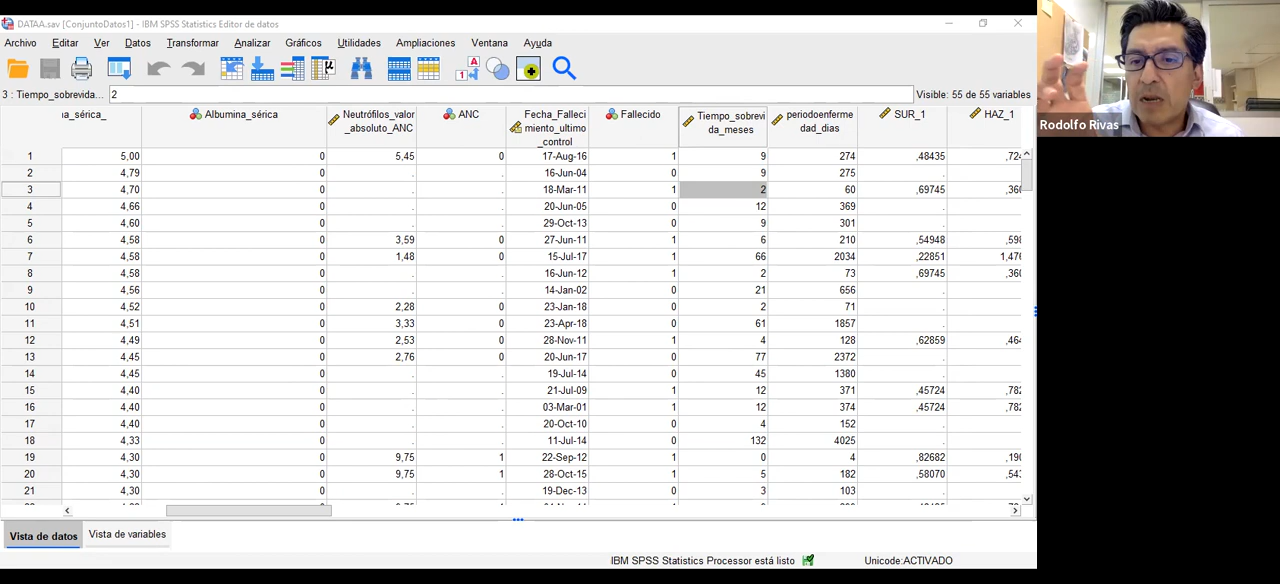 DATAA.sav [ConjuntoDatos1] - IBM SPSS Statistics Editor de datos
Archivo Editar Ver Datos Transformar Analizar Gráficos Utilidades Ampliaciones Ventana Ayuda
3 : Tiempo_sobrevida... 2 Visible: 55 de 55 variables
na_sérica_ Albumina_sérica Neutrófilos_valor_absoluto_ANC ANC Fecha_Fallecimiento_ultimo_control Fallecido Tiempo_sobrevida_meses periodoenfermedad_dias SUR_1 HAZ_1
1 5,00 0 5,45 0 17-Aug-16 1 9 274 ,48435 ,724
2 4,79 0 . . 16-Jun-04 0 9 275 .
3 4,70 0 . . 18-Mar-11 1 2 60 ,69745 ,360
4 4,66 0 . . 20-Jun-05 0 12 369 .
5 4,60 0 . . 29-Oct-13 0 9 301 .
6 4,58 0 3,59 0 27-Jun-11 1 6 210 ,54948 ,598
7 4,58 0 1,48 0 15-Jul-17 1 66 2034 ,22851 1,476
8 4,58 0 . . 16-Jun-12 1 2 73 ,69745 ,360
9 4,56 0 . . 14-Jan-02 0 21 656 .
10 4,52 0 2,28 0 23-Jan-18 0 2 71 .
11 4,51 0 3,33 0 23-Apr-18 0 61 1857 .
12 4,49 0 2,53 0 28-Nov-11 1 4 128 ,62859 ,464
13 4,45 0 2,76 0 20-Jun-17 0 77 2372 .
14 4,45 0 . . 19-Jul-14 0 45 1380 .
15 4,40 0 . . 21-Jul-09 1 12 371 ,45724 ,782
16 4,40 0 . . 03-Mar-01 1 12 374 ,45724 ,782
17 4,40 0 . . 20-Oct-10 0 4 152 .
18 4,33 0 . . 11-Jul-14 0 132 4025 .
19 4,30 0 9,75 1 22-Sep-12 1 0 4 ,82682 ,190
20 4,30 0 9,75 1 28-Oct-15 1 5 182 ,58070 ,543
21 4,30 0 . . 19-Dec-13 0 3 103 .
Vista de datos Vista de variables
IBM SPSS Statistics Processor está listo Unicode:ACTIVADO
Rodolfo Rivas